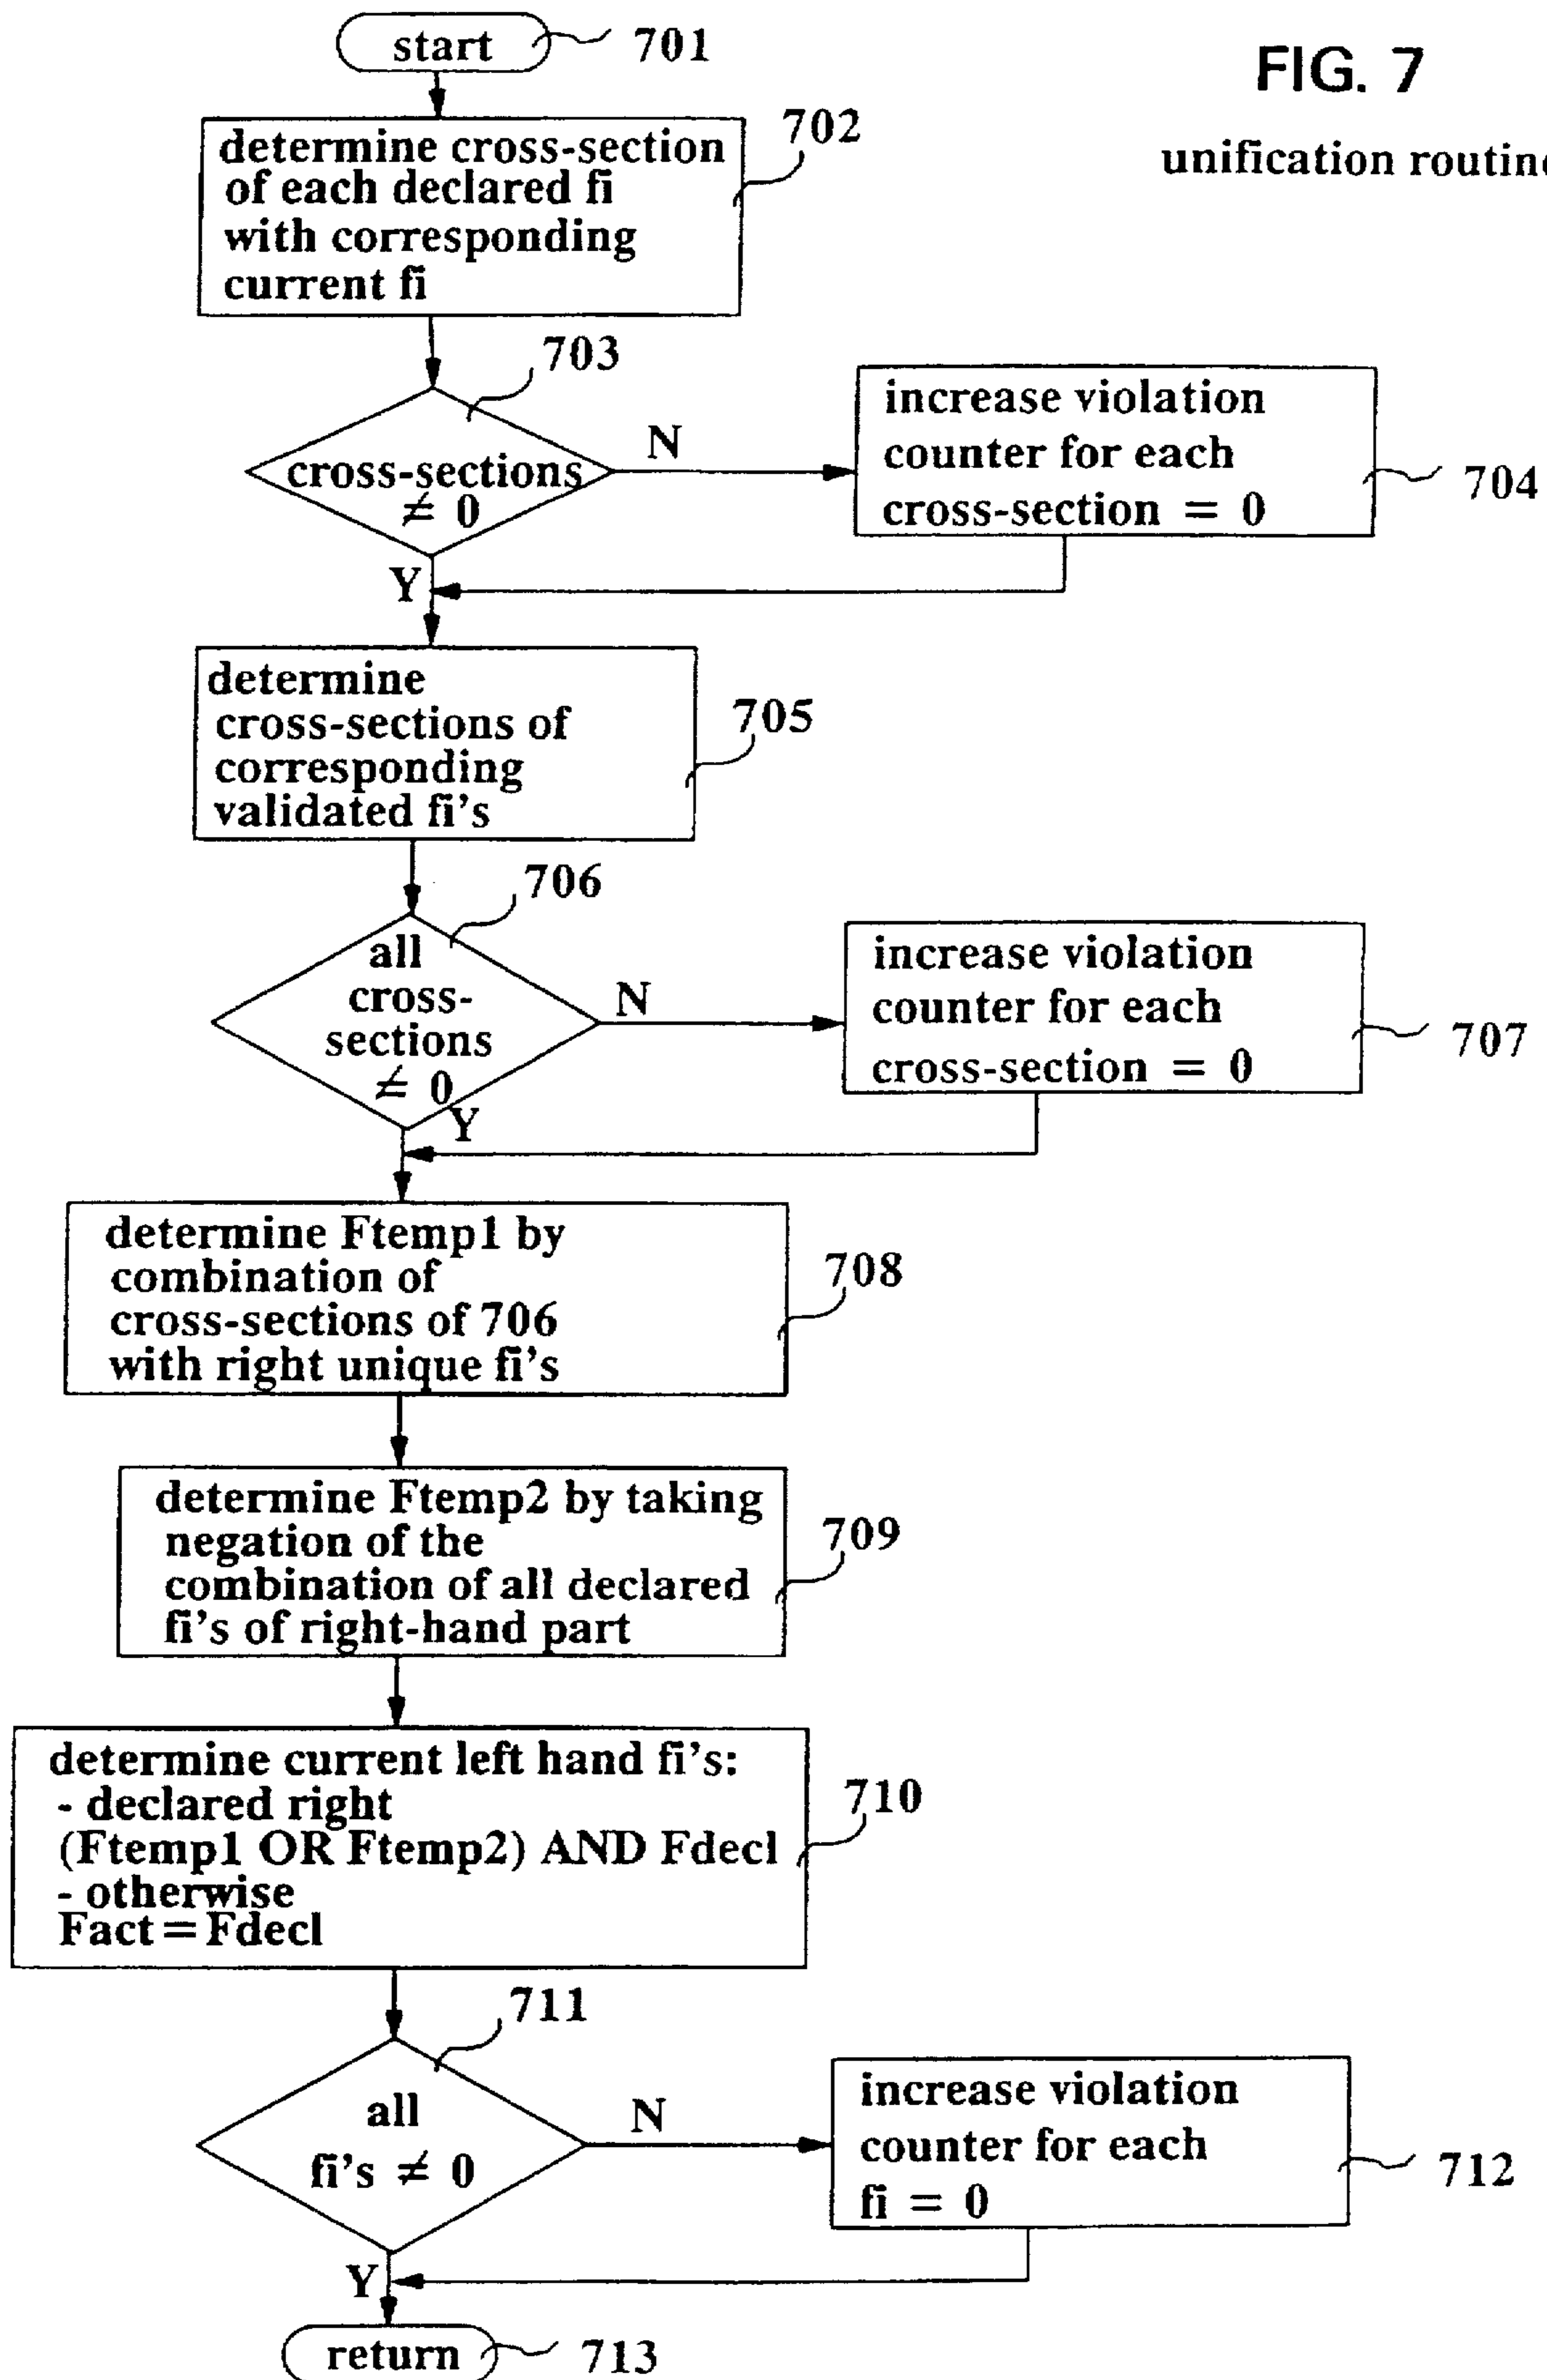 start
701
FIG. 7
unification routine
determine cross-section
of each declared fi
with corresponding
current fi
702
703
cross-sections
≠ 0
N
Y
increase violation
counter for each
cross-section = 0
704
determine
cross-sections of
corresponding
validated fi's
705
706
all
cross-
sections
≠ 0
N
Y
increase violation
counter for each
cross-section = 0
707
determine Ftemp1 by
combination of
cross-sections of 706
with right unique fi's
708
determine Ftemp2 by taking
negation of the
combination of all declared
fi's of right-hand part
709
determine current left hand fi's:
- declared right
(Ftemp1 OR Ftemp2) AND Fdecl
- otherwise
Fact = Fdecl
710
711
all
fi's ≠ 0
N
Y
increase violation
counter for each
fi = 0
712
return
713